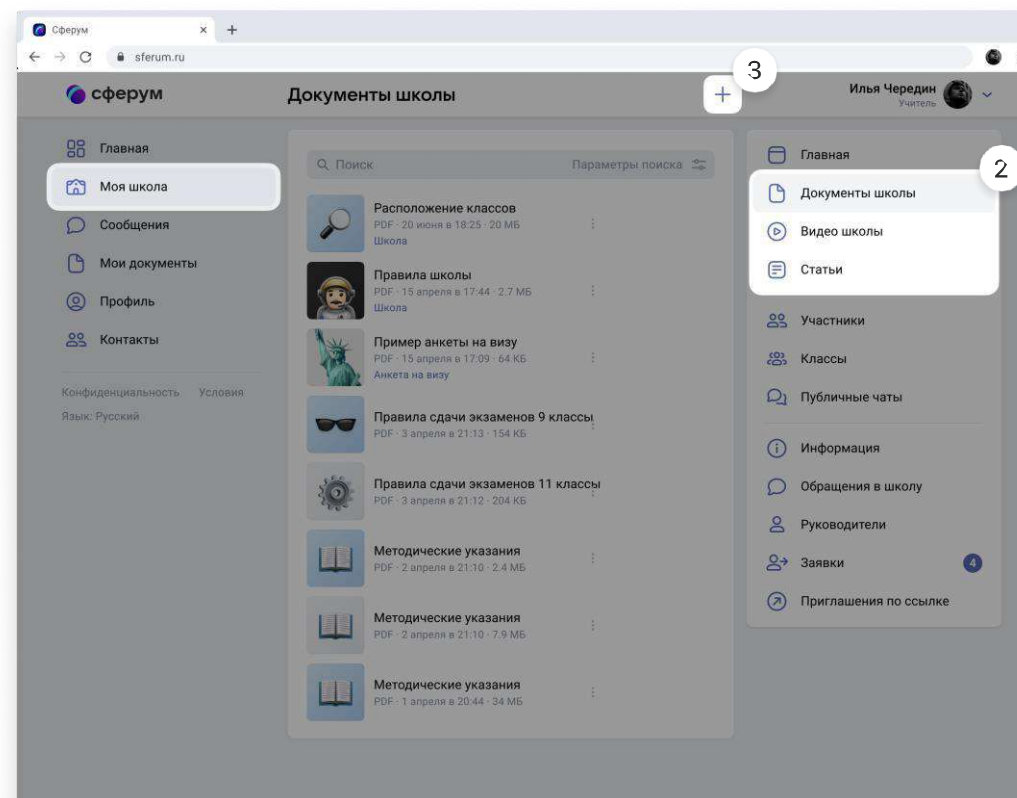 Сферум
sferum.ru
3
сферум
Документы школы
Илья Чередин
Учитель
Главная
Моя школа
Сообщения
Мои документы
Профиль
Контакты
Конфиденциальность Условия
Язык: Русский
Поиск
Параметры поиска
Расположение классов
PDF · 20 июня в 18:25 · 20 МБ
Школа
Правила школы
PDF · 15 апреля в 17:44 · 2.7 МБ
Школа
Пример анкеты на визу
PDF · 15 апреля в 17:09 · 64 КБ
Анкета на визу
Правила сдачи экзаменов 9 классы
PDF · 3 апреля в 21:13 · 154 КБ
Правила сдачи экзаменов 11 классы
PDF · 3 апреля в 21:12 · 204 КБ
Методические указания
PDF · 2 апреля в 21:10 · 2.4 МБ
Методические указания
PDF · 2 апреля в 21:10 · 7.9 МБ
Методические указания
PDF · 1 апреля в 20:44 · 34 МБ
Главная
2
Документы школы
Видео школы
Статьи
Участники
Классы
Публичные чаты
Информация
Обращения в школу
Руководители
Заявки
4
Приглашения по ссылке